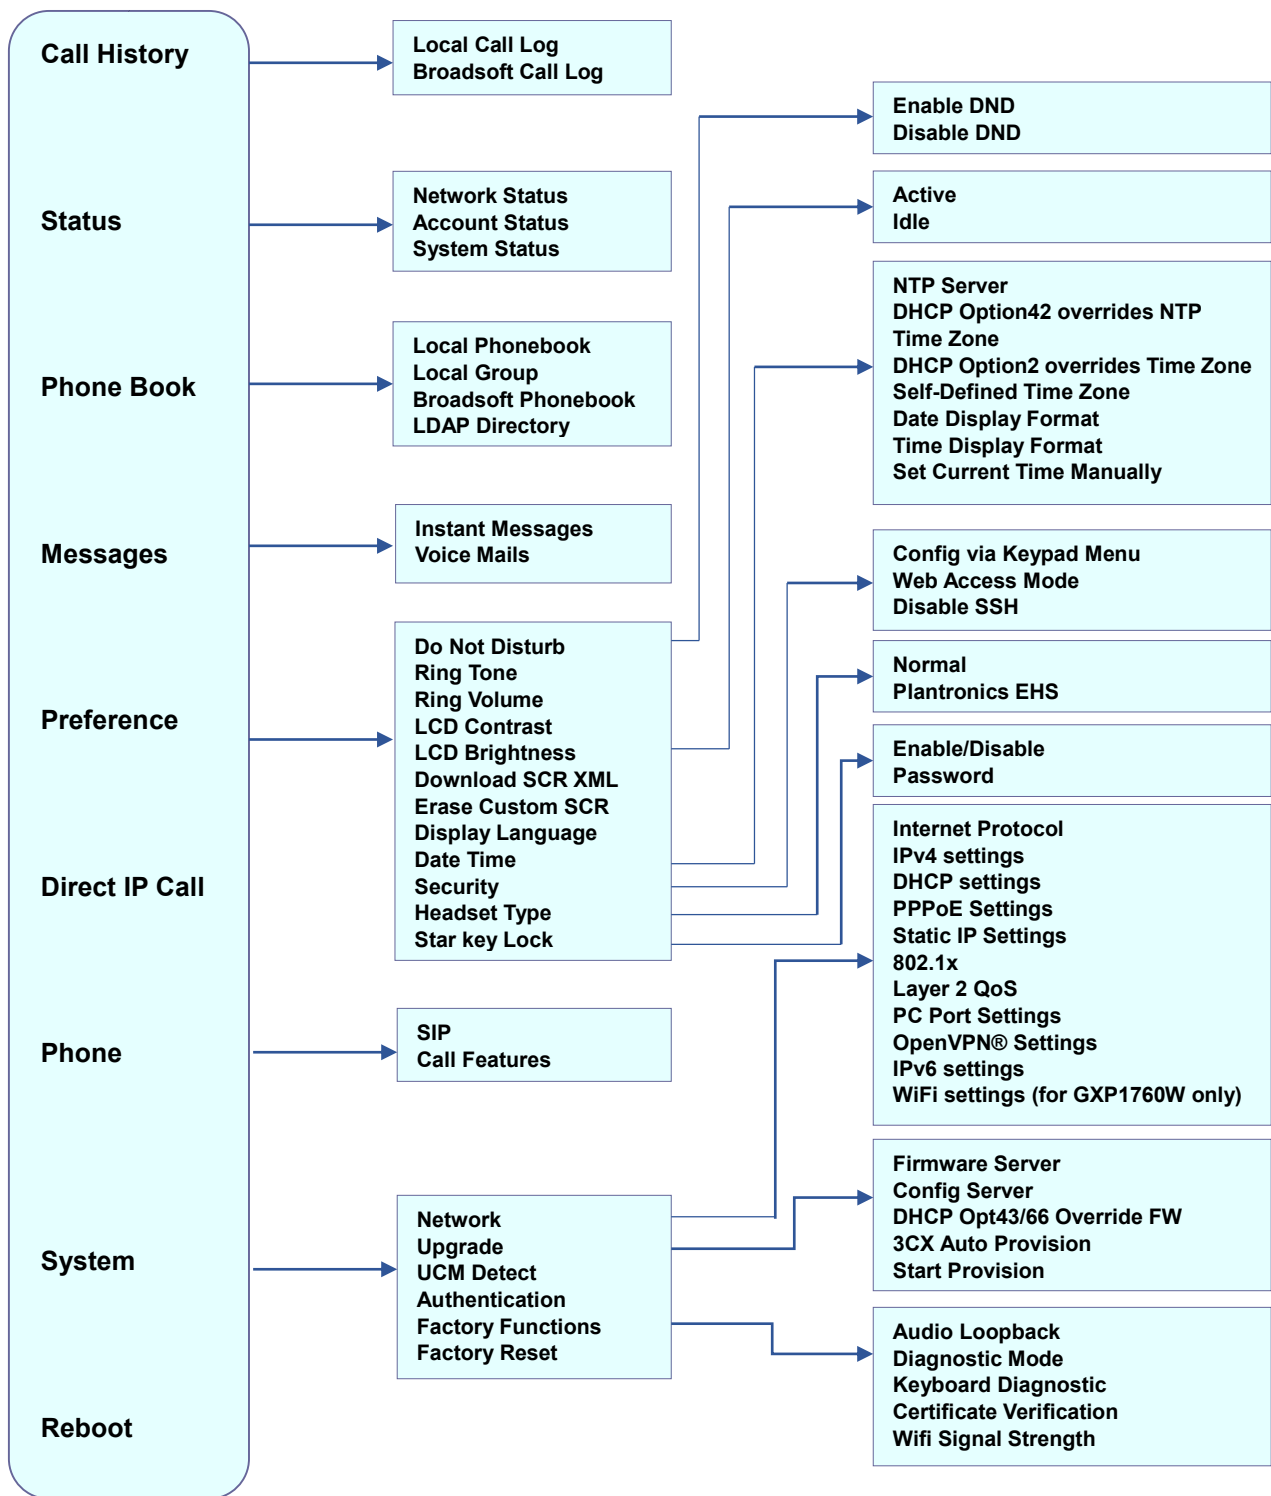 Call History
Status
Phone Book
Messages
Preference
Direct IP Call
Phone
System
Reboot
Local Call Log
Broadsoft Call Log
Network Status
Account Status
System Status
Local Phonebook
Local Group
Broadsoft Phonebook
LDAP Directory
Instant Messages
Voice Mails
Do Not Disturb
Ring Tone
Ring Volume
LCD Contrast
LCD Brightness
Download SCR XML
Erase Custom SCR
Display Language
Date Time
Security
Headset Type
Star key Lock
SIP
Call Features
Network
Upgrade
UCM Detect
Authentication
Factory Functions
Factory Reset
Enable DND
Disable DND
Active
Idle
NTP Server
DHCP Option42 overrides NTP
Time Zone
DHCP Option2 overrides Time Zone
Self-Defined Time Zone
Date Display Format
Time Display Format
Set Current Time Manually
Config via Keypad Menu
Web Access Mode
Disable SSH
Normal
Plantronics EHS
Enable/Disable
Password
Internet Protocol
IPv4 settings
DHCP settings
PPPoE Settings
Static IP Settings
802.1x
Layer 2 QoS
PC Port Settings
OpenVPN® Settings
IPv6 settings
WiFi settings (for GXP1760W only)
Firmware Server
Config Server
DHCP Opt43/66 Override FW
3CX Auto Provision
Start Provision
Audio Loopback
Diagnostic Mode
Keyboard Diagnostic
Certificate Verification
Wifi Signal Strength